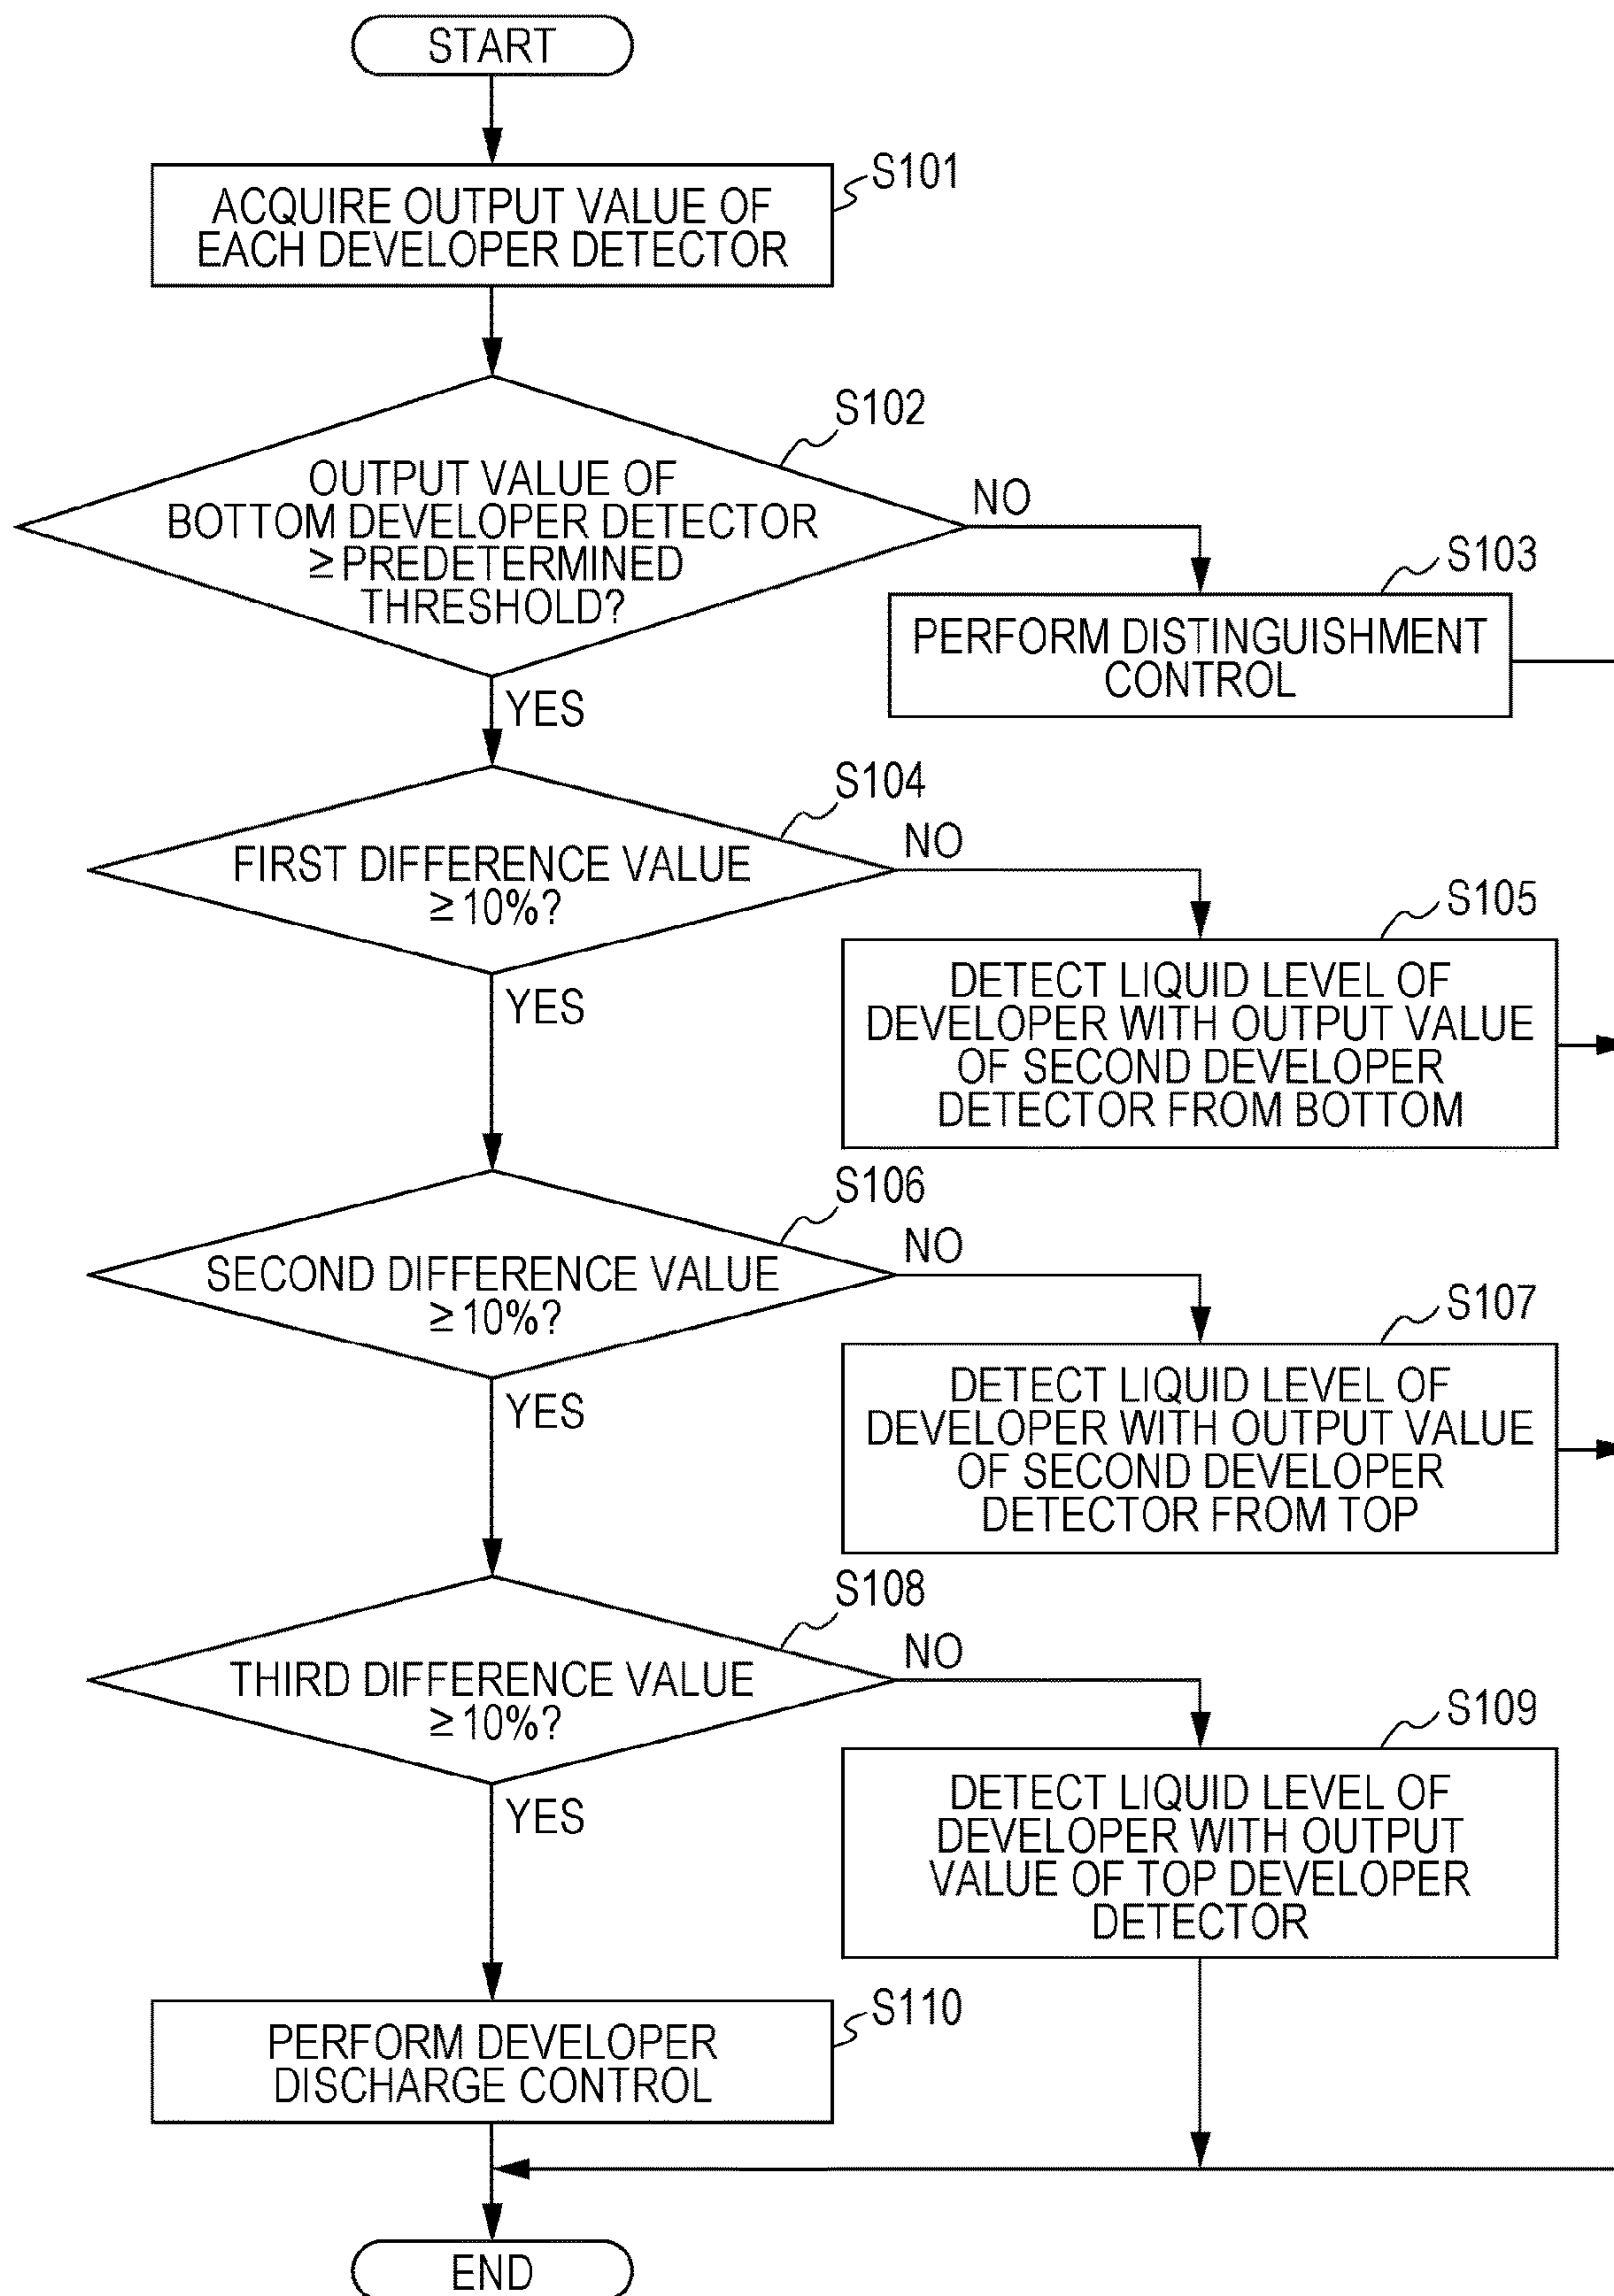 START
S101
ACQUIRE OUTPUT VALUE OF
EACH DEVELOPER DETECTOR
S102
OUTPUT VALUE OF
BOTTOM DEVELOPER DETECTOR
≥ PREDETERMINED
THRESHOLD?
NO
S103
PERFORM DISTINGUISHMENT
CONTROL
YES
S104
FIRST DIFFERENCE VALUE
≥ 10%?
NO
S105
DETECT LIQUID LEVEL OF
DEVELOPER WITH OUTPUT VALUE
OF SECOND DEVELOPER
DETECTOR FROM BOTTOM
YES
S106
SECOND DIFFERENCE VALUE
≥ 10%?
NO
S107
DETECT LIQUID LEVEL OF
DEVELOPER WITH OUTPUT VALUE
OF SECOND DEVELOPER
DETECTOR FROM TOP
YES
S108
THIRD DIFFERENCE VALUE
≥ 10%?
NO
S109
DETECT LIQUID LEVEL OF
DEVELOPER WITH OUTPUT
VALUE OF TOP DEVELOPER
DETECTOR
YES
S110
PERFORM DEVELOPER
DISCHARGE CONTROL
END